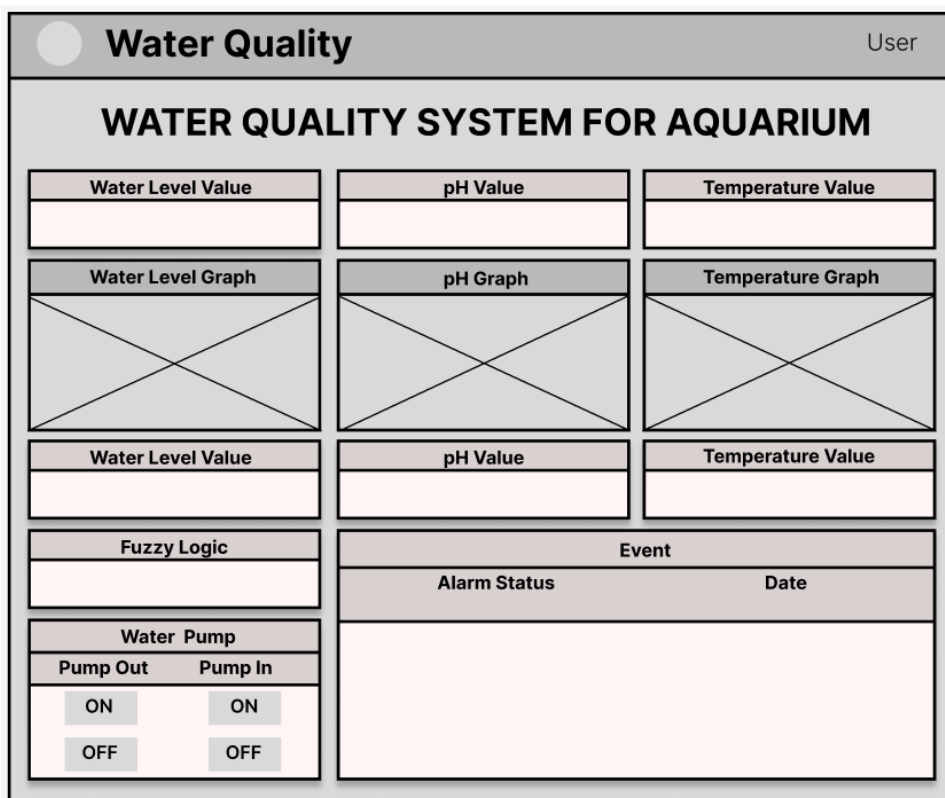 Water Quality
User
WATER QUALITY SYSTEM FOR AQUARIUM
Water Level Value
pH Value
Temperature Value
Water Level Graph
pH Graph
Temperature Graph
Water Level Value
pH Value
Temperature Value
Fuzzy Logic
Water Pump
Pump Out Pump In
ON ON
OFF OFF
Event
Alarm Status Date